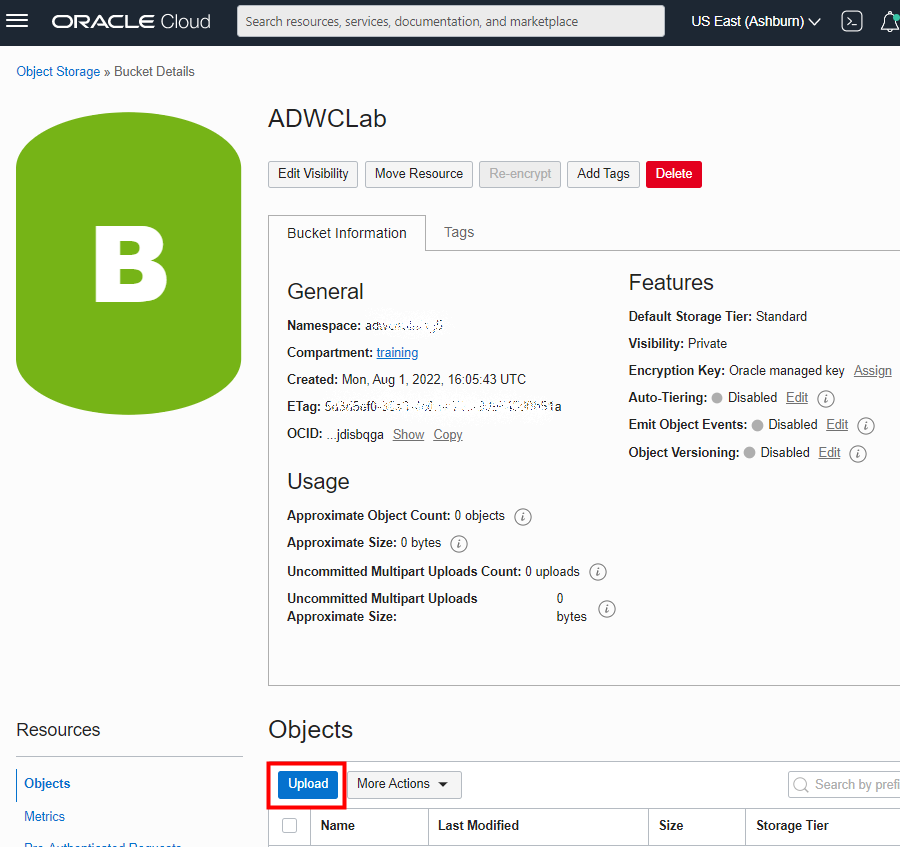 ORACLE Cloud
Search resources, services, documentation, and marketplace
US East (Ashburn)
Object Storage » Bucket Details
B
ADWCLab
Edit Visibility Move Resource Re-encrypt Add Tags Delete
Bucket Information Tags
General
Namespace:
Compartment: training
Created: Mon, Aug 1, 2022, 16:05:43 UTC
ETag:
OCID: ...jdisbqga Show Copy
Usage
Approximate Object Count: 0 objects
Approximate Size: 0 bytes
Uncommitted Multipart Uploads Count: 0 uploads
Uncommitted Multipart Uploads 0
Approximate Size: bytes
Features
Default Storage Tier: Standard
Visibility: Private
Encryption Key: Oracle managed key Assign
Auto-Tiering: Disabled Edit
Emit Object Events: Disabled Edit
Object Versioning: Disabled Edit
Resources
Objects
Metrics
Pre-Authenticated Requests
Objects
Upload More Actions
Search by prefi
Name Last Modified Size Storage Tier